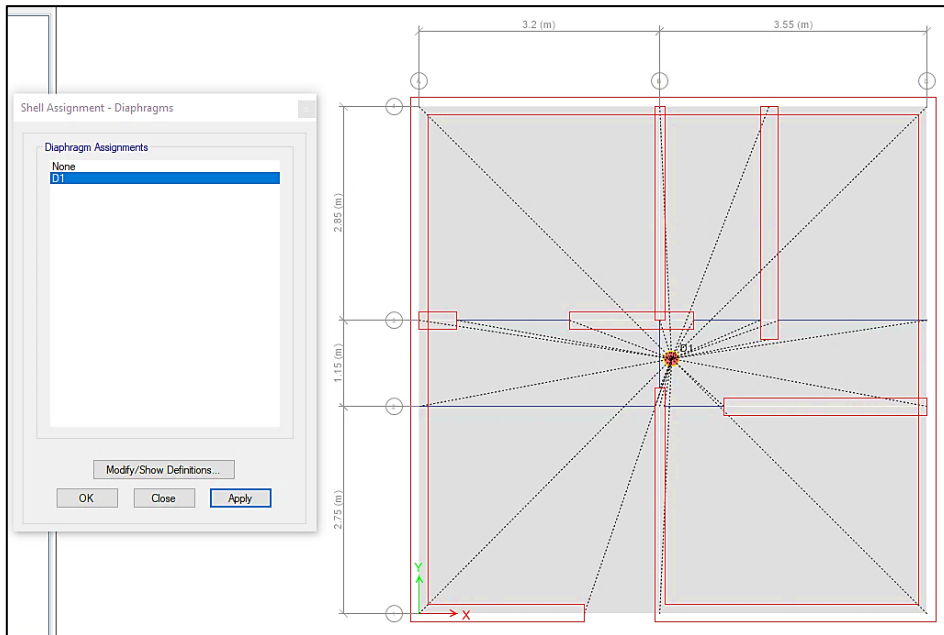 3.2 (m)
3.55 (m)
Shell Assignment - Diaphragms
Diaphragm Assignments
None
D1
Modify/Show Definitions...
OK
Close
Apply
2.85 (m)
1.15 (m)
2.75 (m)
D1
Y
X